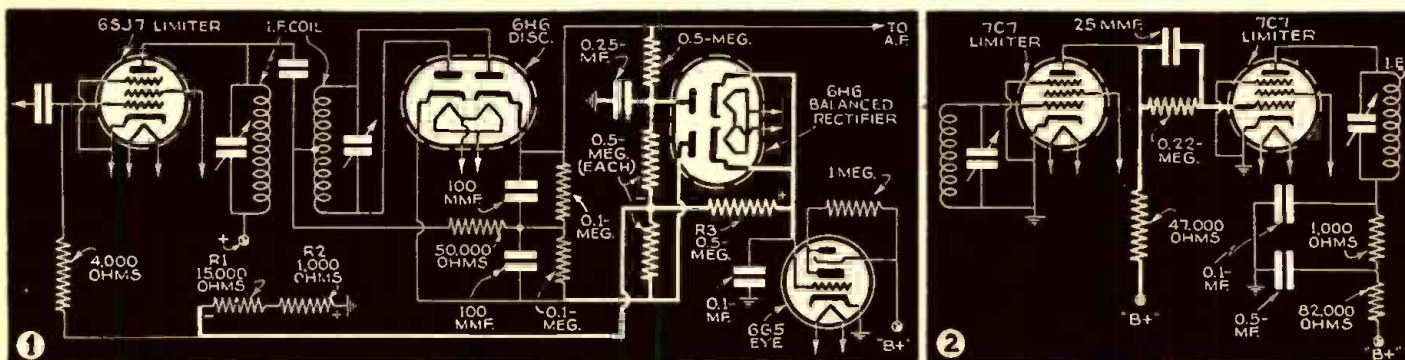 6SJ7 LIMITER
I.F. COIL
6H6
DISC.
0.25-
MF.
0.5-MEG.
TO
A.F.
6H6
BALANCED
RECTIFIER
0.5-
MEG.
(EACH)
1 MEG.
100
MMF.
50,000
OHMS
0.1-
MEG.
4,000
OHMS
+
R1
15,000
OHMS
R2
1,000
OHMS
-
+
-
+
R3
0.5-
MEG.
0.1-
MF.
100
MMF.
0.1-
MEG.
6G5
EYE
"B+"
1
7C7
LIMITER
25 MMF.
7C7
LIMITER
I.F.
0.22-
MEG.
47,000
OHMS
1,000
OHMS
0.1-
MF.
0.5-
MF.
82,000
OHMS
"B+"
"B+"
2